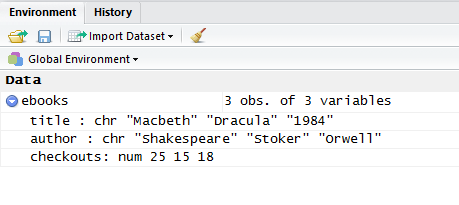 Environment History
Import Dataset
Global Environment
Data
ebooks 3 obs. of 3 variables
title : chr "Macbeth" "Dracula" "1984"
author : chr "Shakespeare" "Stoker" "Orwell"
checkouts: num 25 15 18